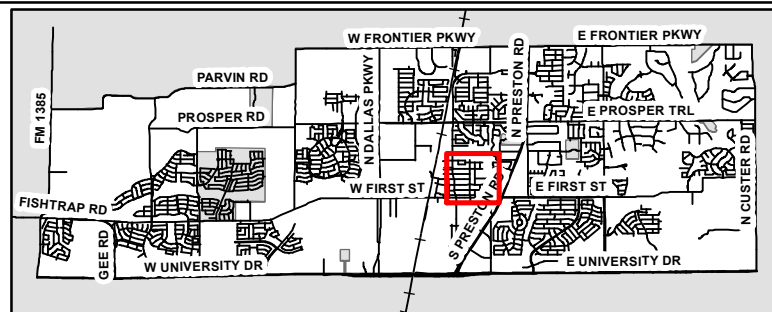 W FRONTIER PKWY
E FRONTIER PKWY
PARVIN RD
FM 1385
PROSPER RD
N DALLAS PKWY
N PRESTON RD
E PROSPER TRL
W FIRST ST
S PRESTON RD
E FIRST ST
N CUSTER RD
FISHTRAP RD
GEE RD
W UNIVERSITY DR
E UNIVERSITY DR